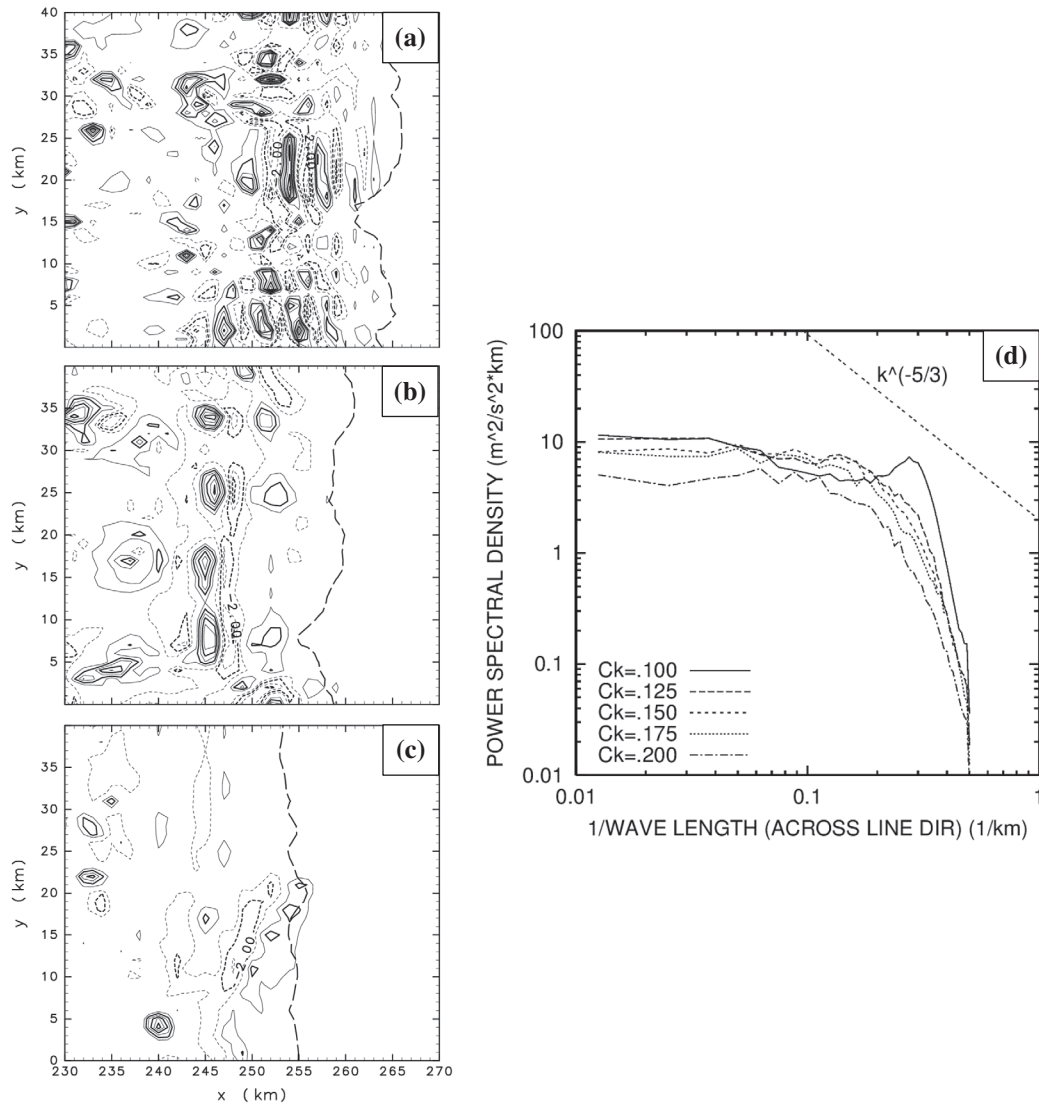 (a)
40
35
30
25
20
15
10
5
y (km)
-2.00
-2.00
(b)
35
30
25
20
15
10
5
y (km)
-2.00
(c)
35
30
25
20
15
10
5
0
y (km)
-2.00
230 235 240 245 250 255 260 265 270
x (km)
(d)
100
10
1
0.1
0.01
POWER SPECTRAL DENSITY (m^2/s^2*km)
k^(-5/3)
Ck=.100
Ck=.125
Ck=.150
Ck=.175
Ck=.200
0.01 0.1 1
1/WAVE LENGTH (ACROSS LINE DIR) (1/km)